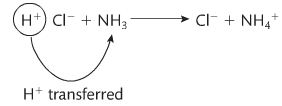 H⁺ Cl⁻ + NH₃ ⟶ Cl⁻ + NH₄⁺
H⁺ transferred